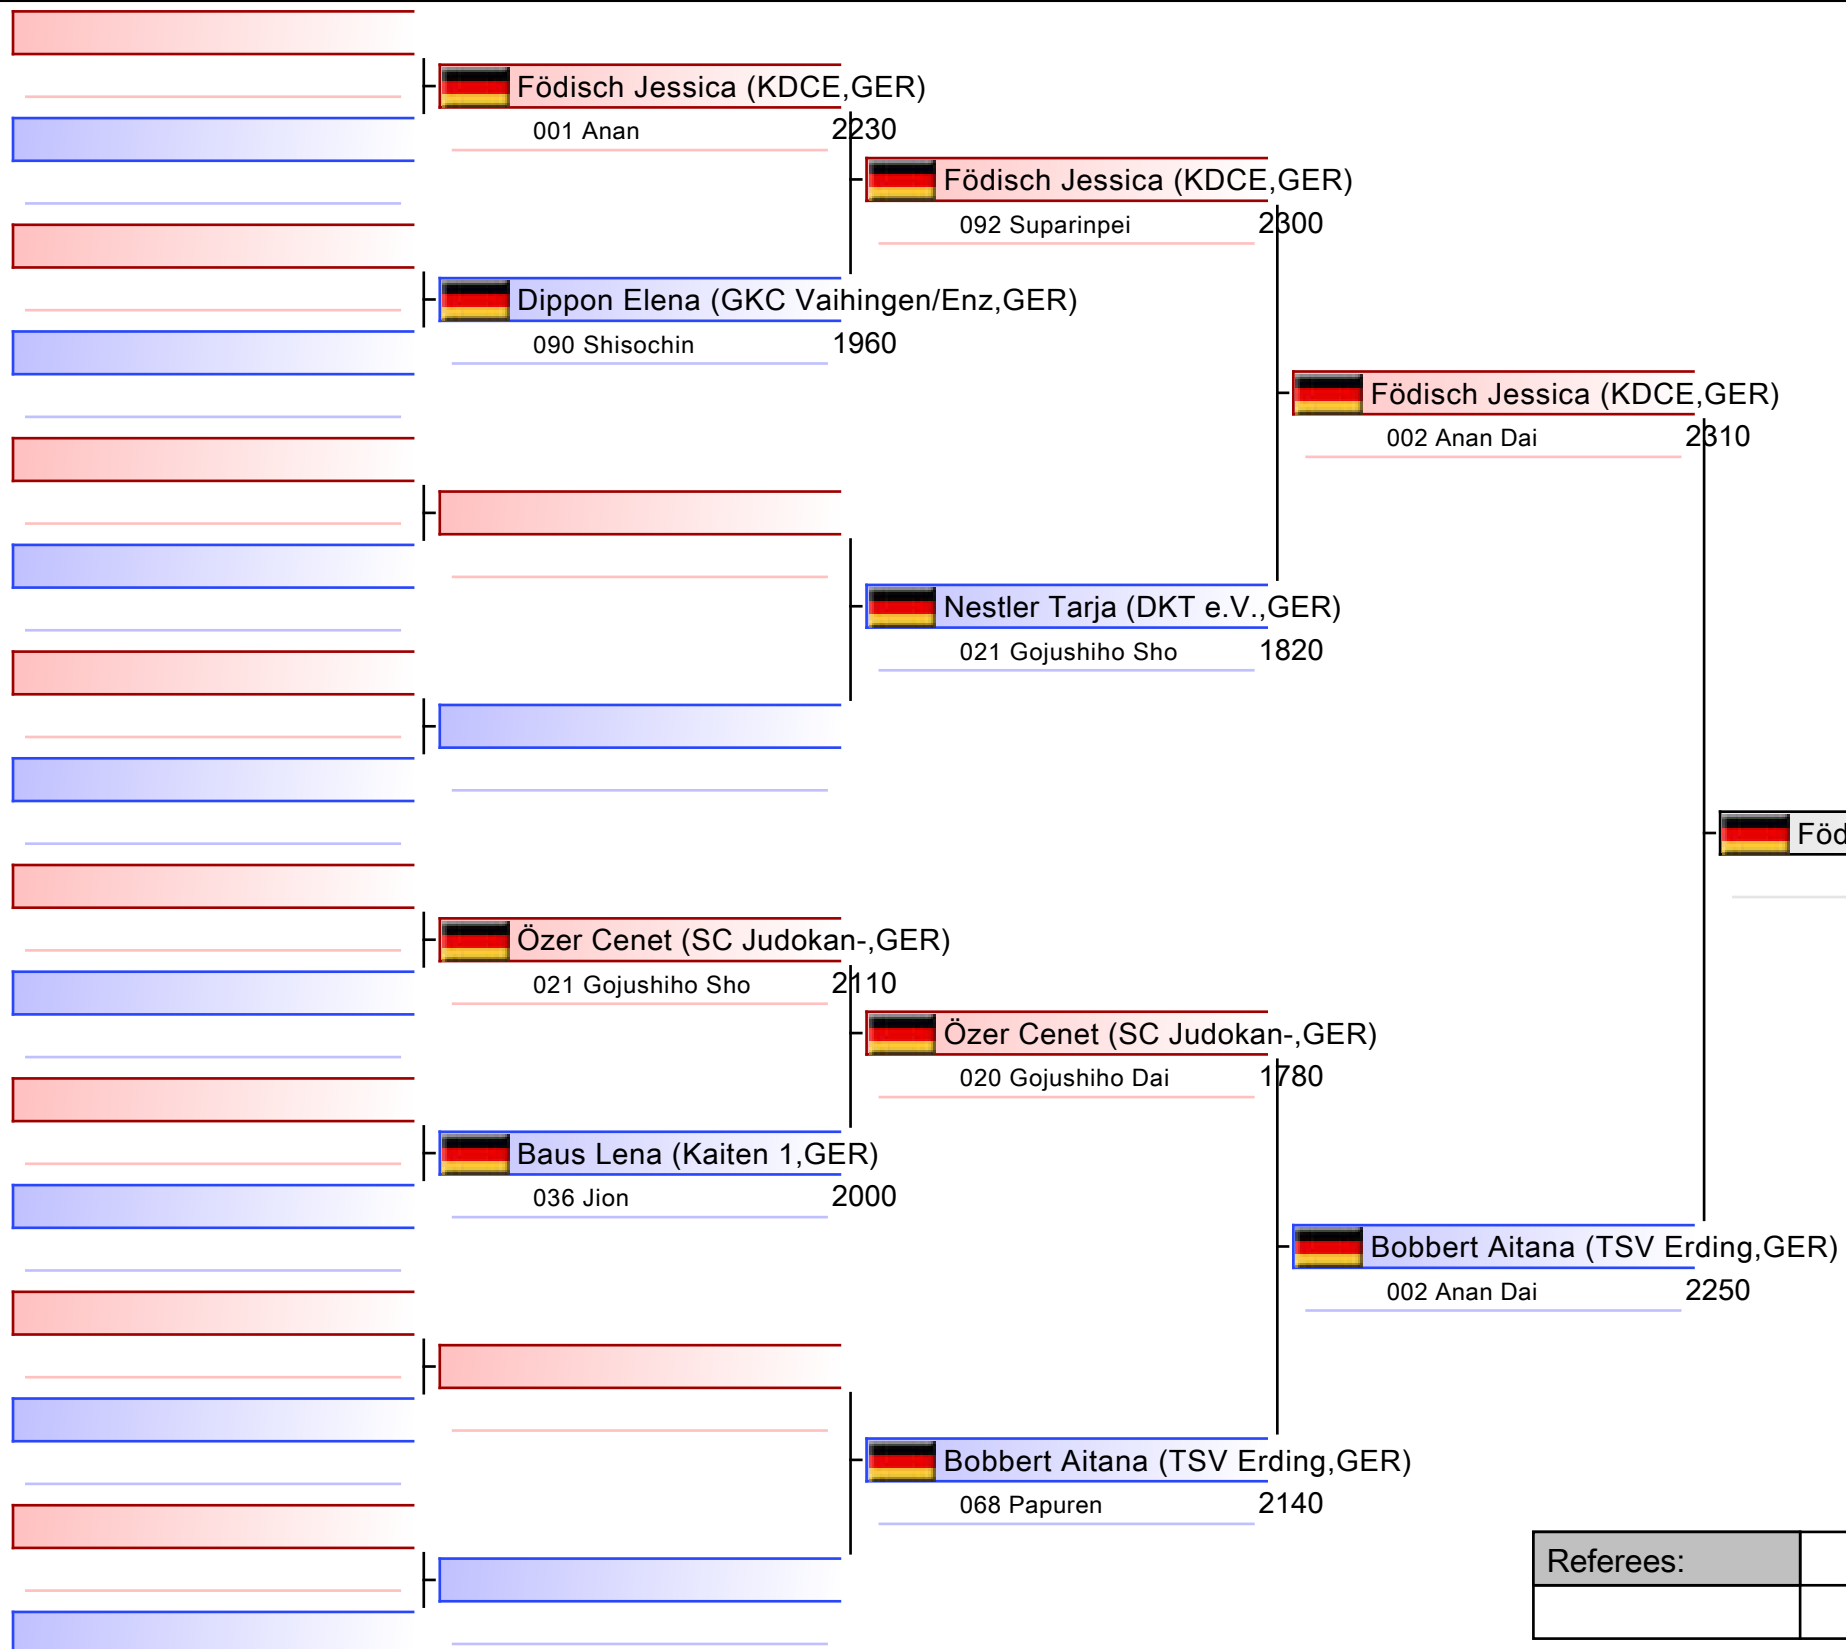 Födisch Jessica (KDCE,GER)
001 Anan 2230
Dippon Elena (GKC Vaihingen/Enz,GER)
090 Shisochin 1960
Özer Cenet (SC Judokan-,GER)
021 Gojushiho Sho 2110
Baus Lena (Kaiten 1,GER)
036 Jion 2000
Födisch Jessica (KDCE,GER)
092 Suparinpei 2300
Nestler Tarja (DKT e.V.,GER)
021 Gojushiho Sho 1820
Özer Cenet (SC Judokan-,GER)
020 Gojushiho Dai 1780
Bobbert Aitana (TSV Erding,GER)
068 Papuren 2140
Födisch Jessica (KDCE,GER)
002 Anan Dai 2310
Bobbert Aitana (TSV Erding,GER)
002 Anan Dai 2250
Föd
Referees: